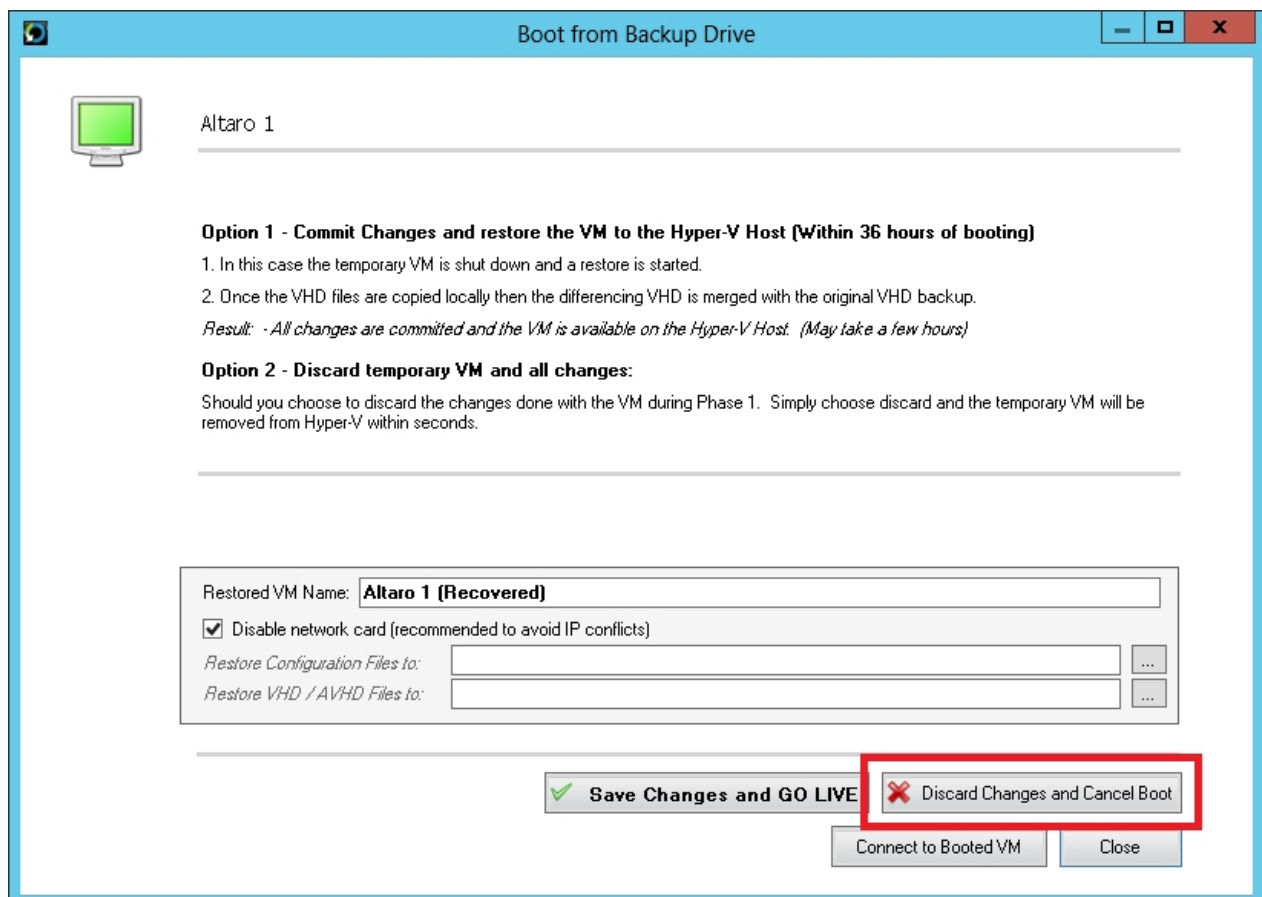 Boot from Backup Drive
Altaro 1
Option 1 - Commit Changes and restore the VM to the Hyper-V Host (Within 36 hours of booting)
1. In this case the temporary VM is shut down and a restore is started.
2. Once the VHD files are copied locally then the differencing VHD is merged with the original VHD backup.
Result: - All changes are committed and the VM is available on the Hyper-V Host. (May take a few hours)
Option 2 - Discard temporary VM and all changes:
Should you choose to discard the changes done with the VM during Phase 1. Simply choose discard and the temporary VM will be
removed from Hyper-V within seconds.
Restored VM Name: Altaro 1 (Recovered)
Disable network card (recommended to avoid IP conflicts)
Restore Configuration Files to: ...
Restore VHD / AVHD Files to: ...
Save Changes and GO LIVE Discard Changes and Cancel Boot
Connect to Booted VM Close